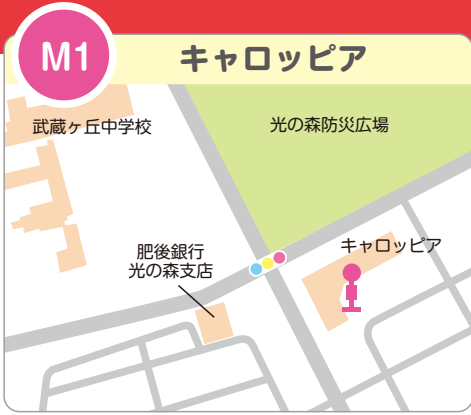 M1
キャロッピア
武蔵ヶ丘中学校
光の森防災広場
キャロッピア
肥後銀行
光の森支店